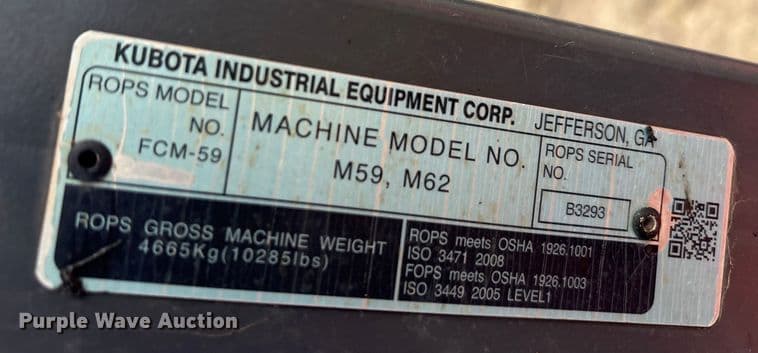 KUBOTA INDUSTRIAL EQUIPMENT CORP. JEFFERSON, GA
ROPS MODEL
NO.
FCM-59
MACHINE MODEL NO.
M59, M62
ROPS SERIAL
NO.
B3293
ROPS GROSS MACHINE WEIGHT
4665Kg(10285lbs)
ROPS meets OSHA 1926.1001
ISO 3471 2008
FOPS meets OSHA 1926.1003
ISO 3449 2005 LEVEL1
Purple Wave Auction